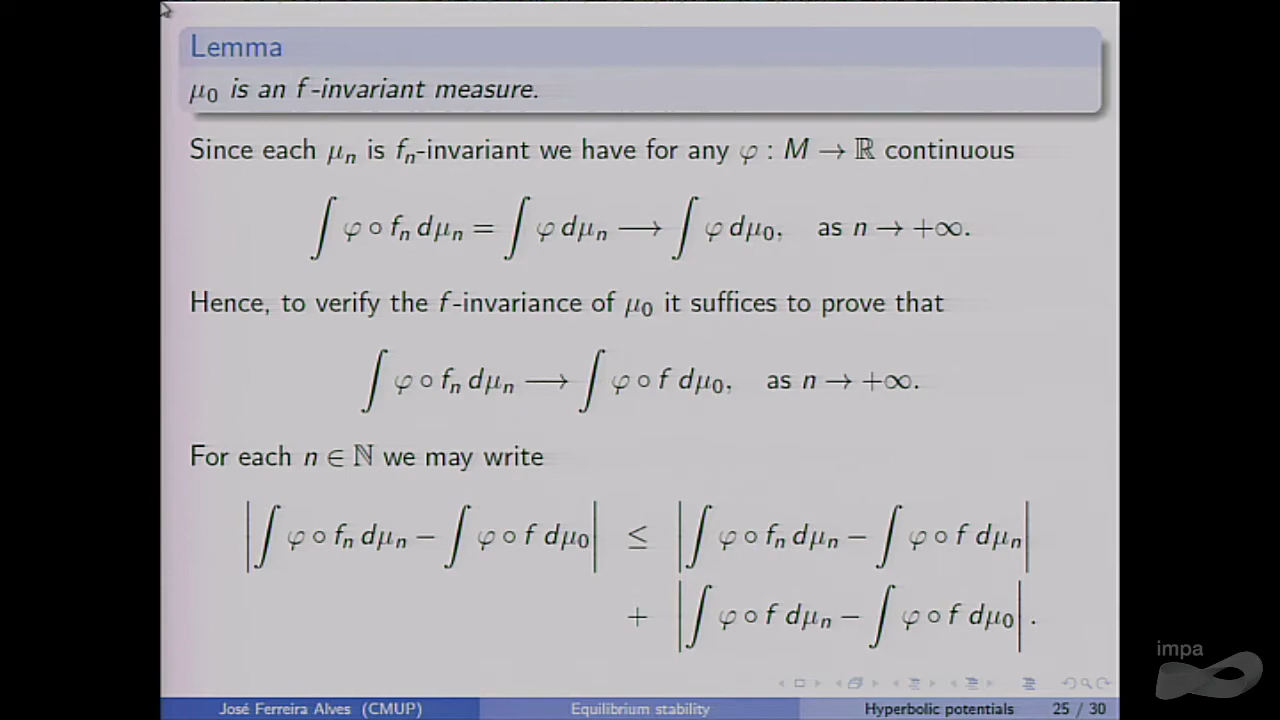 Lemma
μ₀ is an f-invariant measure.
Since each μₙ is fₙ-invariant we have for any φ : M → ℝ continuous
∫ φ ∘ fₙ dμₙ = ∫ φ dμₙ ⟶ ∫ φ dμ₀, as n → +∞.
Hence, to verify the f-invariance of μ₀ it suffices to prove that
∫ φ ∘ fₙ dμₙ ⟶ ∫ φ ∘ f dμ₀, as n → +∞.
For each n ∈ ℕ we may write
|∫ φ ∘ fₙ dμₙ − ∫ φ ∘ f dμ₀| ≤ |∫ φ ∘ fₙ dμₙ − ∫ φ ∘ f dμₙ|
+ |∫ φ ∘ f dμₙ − ∫ φ ∘ f dμ₀|.
impa
José Ferreira Alves (CMUP) Equilibrium stability Hyperbolic potentials 25 / 30